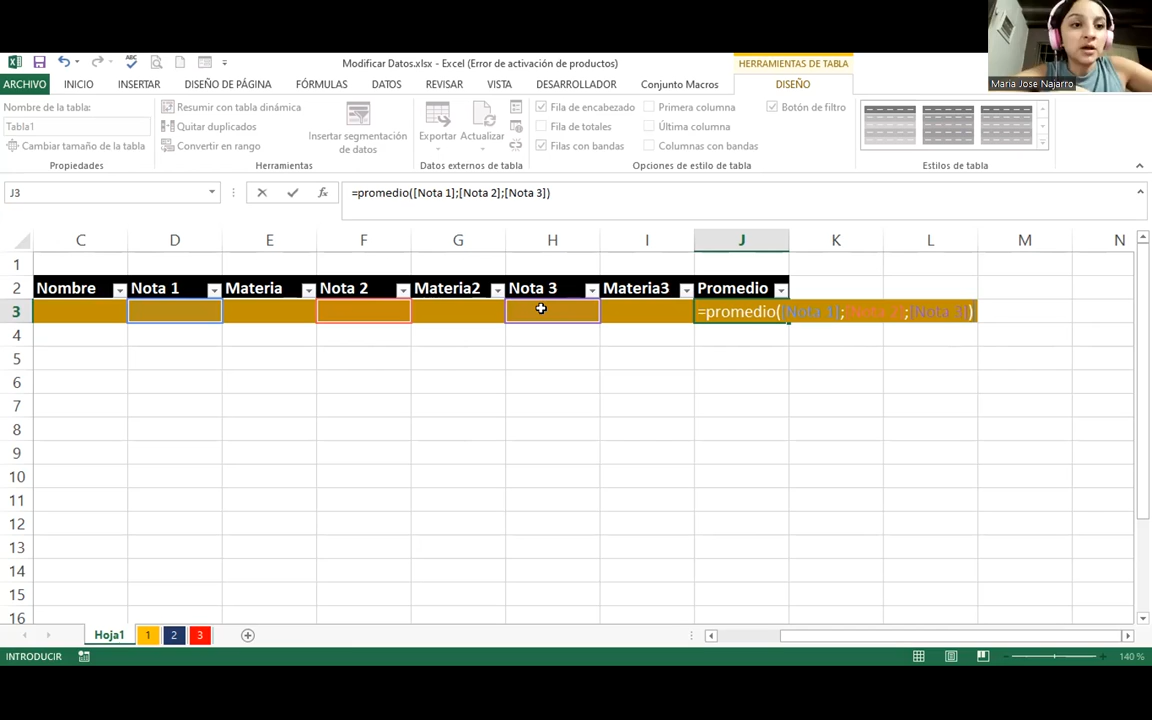 Modificar Datos.xlsx - Excel (Error de activación de productos)
HERRAMIENTAS DE TABLA
Maria Jose Najarro
ARCHIVO INICIO INSERTAR DISEÑO DE PÁGINA FÓRMULAS DATOS REVISAR VISTA DESARROLLADOR Conjunto Macros DISEÑO
Nombre de la tabla:
Tabla1
Cambiar tamaño de la tabla
Propiedades
Resumir con tabla dinámica
Quitar duplicados
Convertir en rango
Insertar segmentación
de datos
Herramientas
Exportar Actualizar
Datos externos de tabla
Fila de encabezado Primera columna Botón de filtro
Fila de totales Última columna
Filas con bandas Columnas con bandas
Opciones de estilo de tabla
Estilos de tabla
J3 fx =promedio([Nota 1];[Nota 2];[Nota 3])
C D E F G H I J K L M N
1
2 Nombre Nota 1 Materia Nota 2 Materia2 Nota 3 Materia3 Promedio
3 =promedio([Nota 1];[Nota 2];[Nota 3])
4
5
6
7
8
9
10
11
12
13
14
15
16
Hoja1 1 2 3
INTRODUCIR 140 %